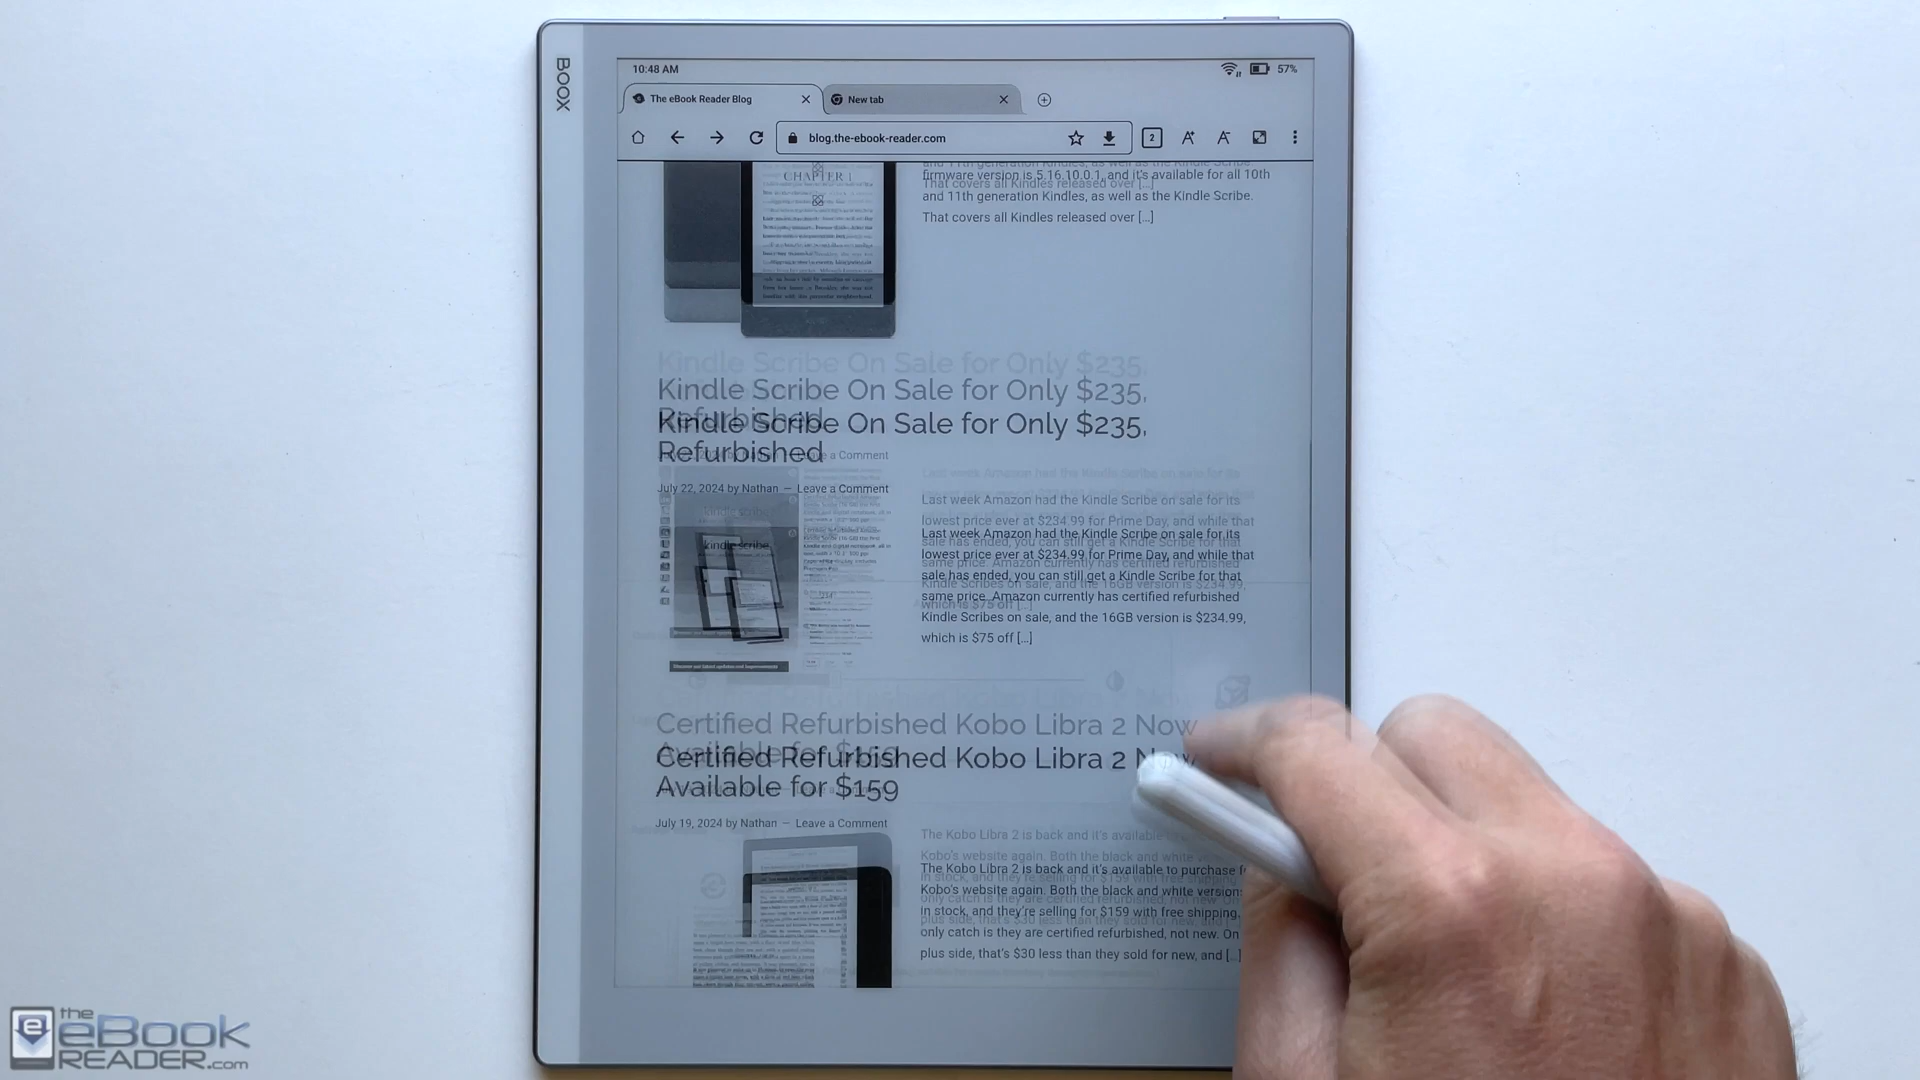 BOOX
10:48 AM
57%
The eBook Reader Blog
New tab
blog.the-ebook-reader.com
2
CHAPTER 1
firmware version is 5.16.10.0.1, and it's available for all 10th
and 11th generation Kindles, as well as the Kindle Scribe.
That covers all Kindles released over [...]
Kindle Scribe On Sale for Only $235,
Refurbished
July 22, 2024 by Nathan — Leave a Comment
kindle scribe
Last week Amazon had the Kindle Scribe on sale for its
lowest price ever at $234.99 for Prime Day, and while that
sale has ended, you can still get a Kindle Scribe for that
same price. Amazon currently has certified refurbished
Kindle Scribes on sale, and the 16GB version is $234.99,
which is $75 off [...]
Certified Refurbished Kobo Libra 2 Now
Available for $159
July 19, 2024 by Nathan — Leave a Comment
The Kobo Libra 2 is back and it's available to purchase
Kobo's website again. Both the black and white version
in stock, and they're selling for $159 with free shipping.
only catch is they are certified refurbished, not new. On
plus side, that's $30 less than they sold for new, and [...]
the
eBook
READER.com